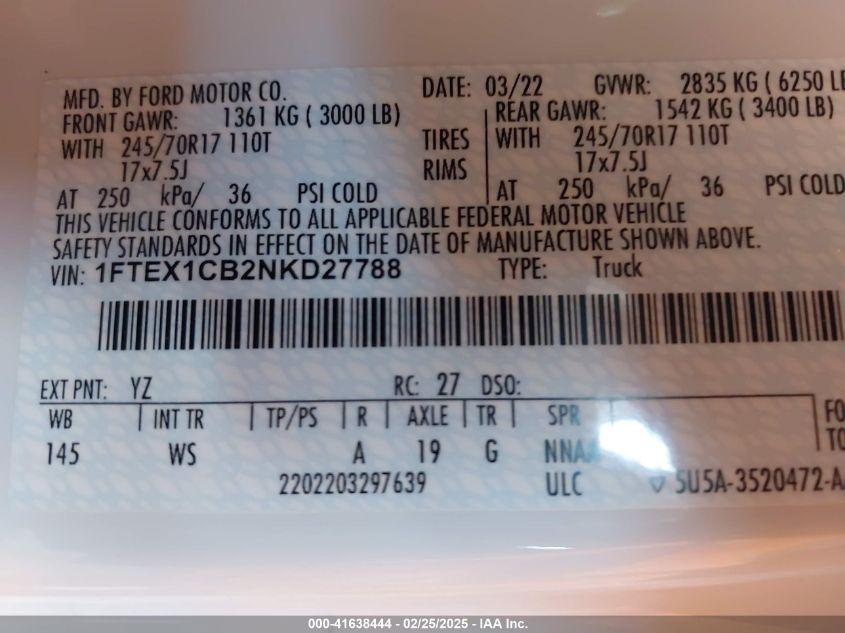 MFD. BY FORD MOTOR CO. DATE: 03/22 GVWR: 2835 KG ( 6250 LB
FRONT GAWR: 1361 KG ( 3000 LB) REAR GAWR: 1542 KG ( 3400 LB)
WITH 245/70R17 110T TIRES WITH 245/70R17 110T
17x7.5J RIMS 17x7.5J
AT 250 kPa/ 36 PSI COLD AT 250 kPa/ 36 PSI COLD
THIS VEHICLE CONFORMS TO ALL APPLICABLE FEDERAL MOTOR VEHICLE
SAFETY STANDARDS IN EFFECT ON THE DATE OF MANUFACTURE SHOWN ABOVE.
VIN: 1FTEX1CB2NKD27788 TYPE: Truck
EXT PNT: YZ RC: 27 DSO:
WB INT TR TP/PS R AXLE TR SPR FO
145 WS A 19 G TO
2202203297639 ULC 5U5A-3520472-A
000-41638444 - 02/25/2025 - IAA Inc.